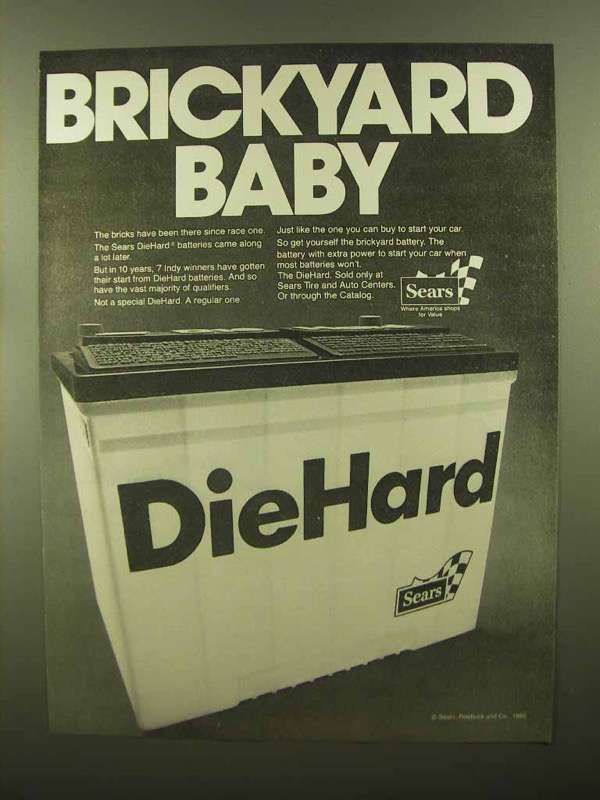 BRICKYARD
BABY
The bricks have been there since race one.
The Sears DieHard® batteries came along
a lot later.
But in 10 years, 7 Indy winners have gotten
their start from DieHard batteries. And so
have the vast majority of qualifiers.
Not a special DieHard. A regular one
Just like the one you can buy to start your car.
So get yourself the brickyard battery. The
battery with extra power to start your car when
most batteries won't.
The DieHard. Sold only at
Sears Tire and Auto Centers.
Or through the Catalog.
Sears
Where America shops
for Value
DieHard
Sears
© Sears, Roebuck and Co.